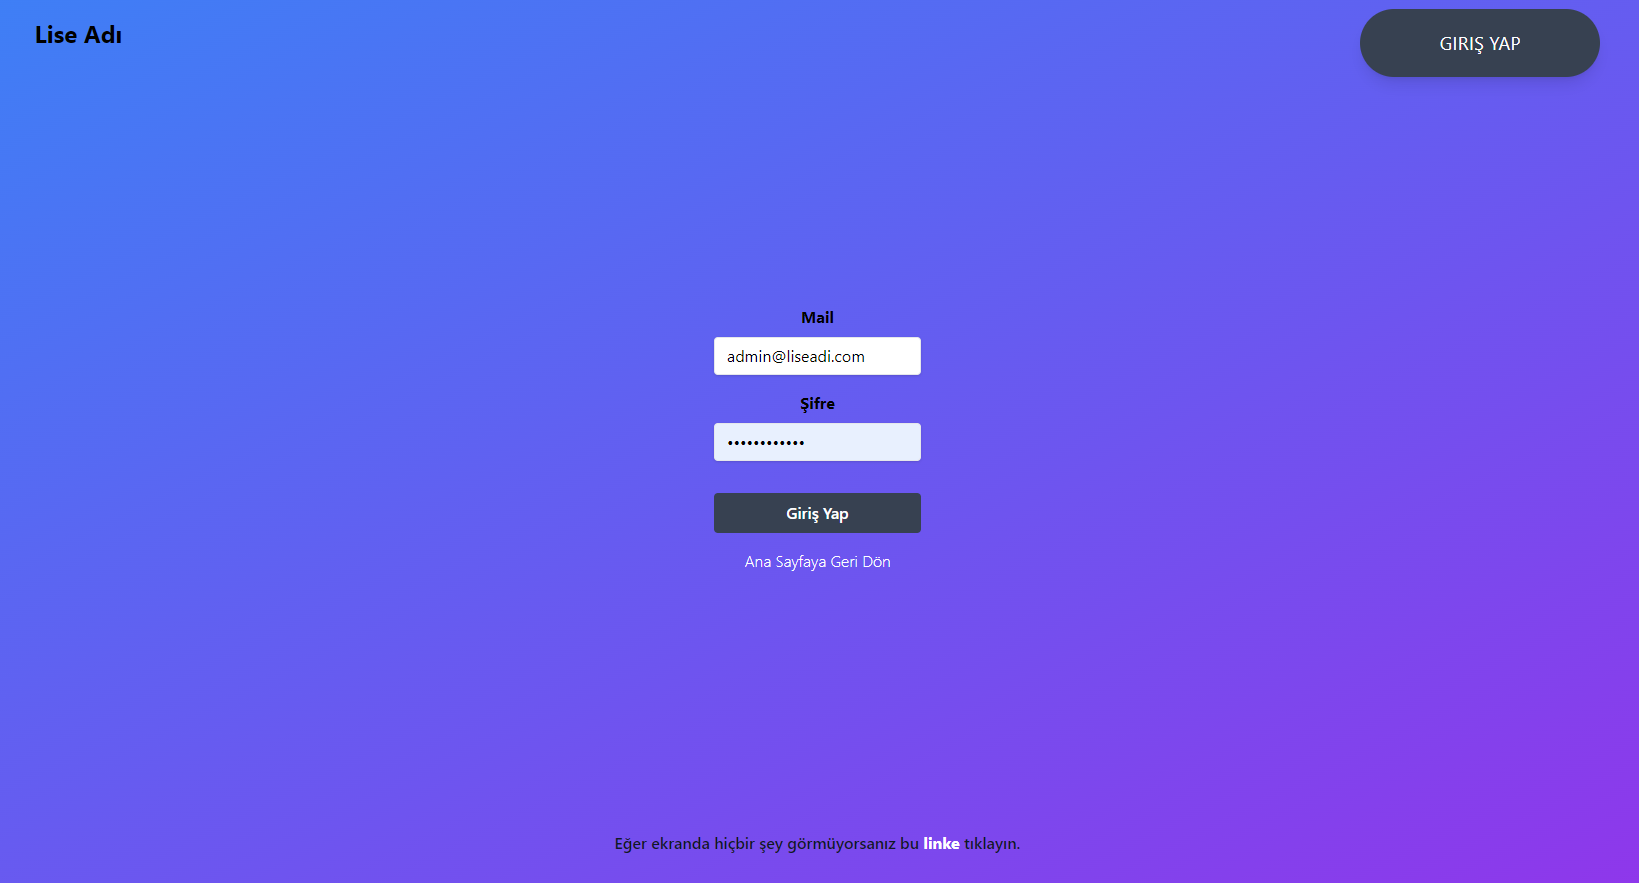 Lise Adı
GIRIŞ YAP
Mail
admin@liseadi.com
Şifre
••••••••••••
Giriş Yap
Ana Sayfaya Geri Dön
Eğer ekranda hiçbir şey görmüyorsanız bu linke tıklayın.